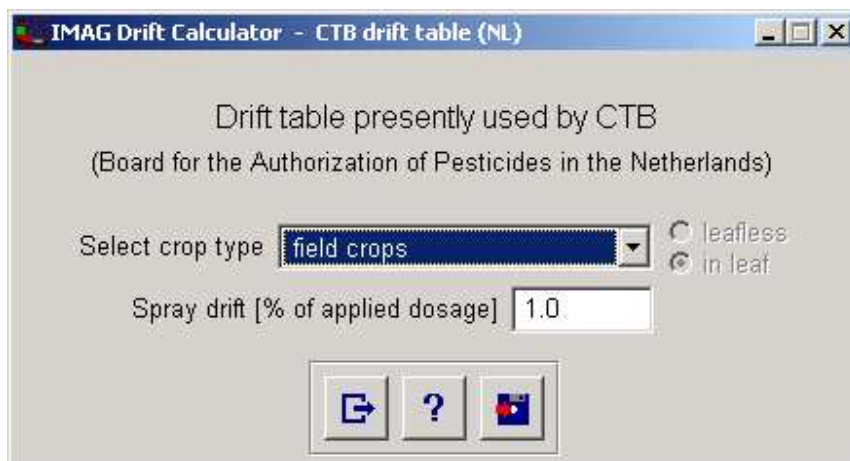 IMAG Drift Calculator - CTB drift table (NL)
Drift table presently used by CTB
(Board for the Authorization of Pesticides in the Netherlands)
Select crop type field crops leafless
in leaf
Spray drift [% of applied dosage] 1.0
?